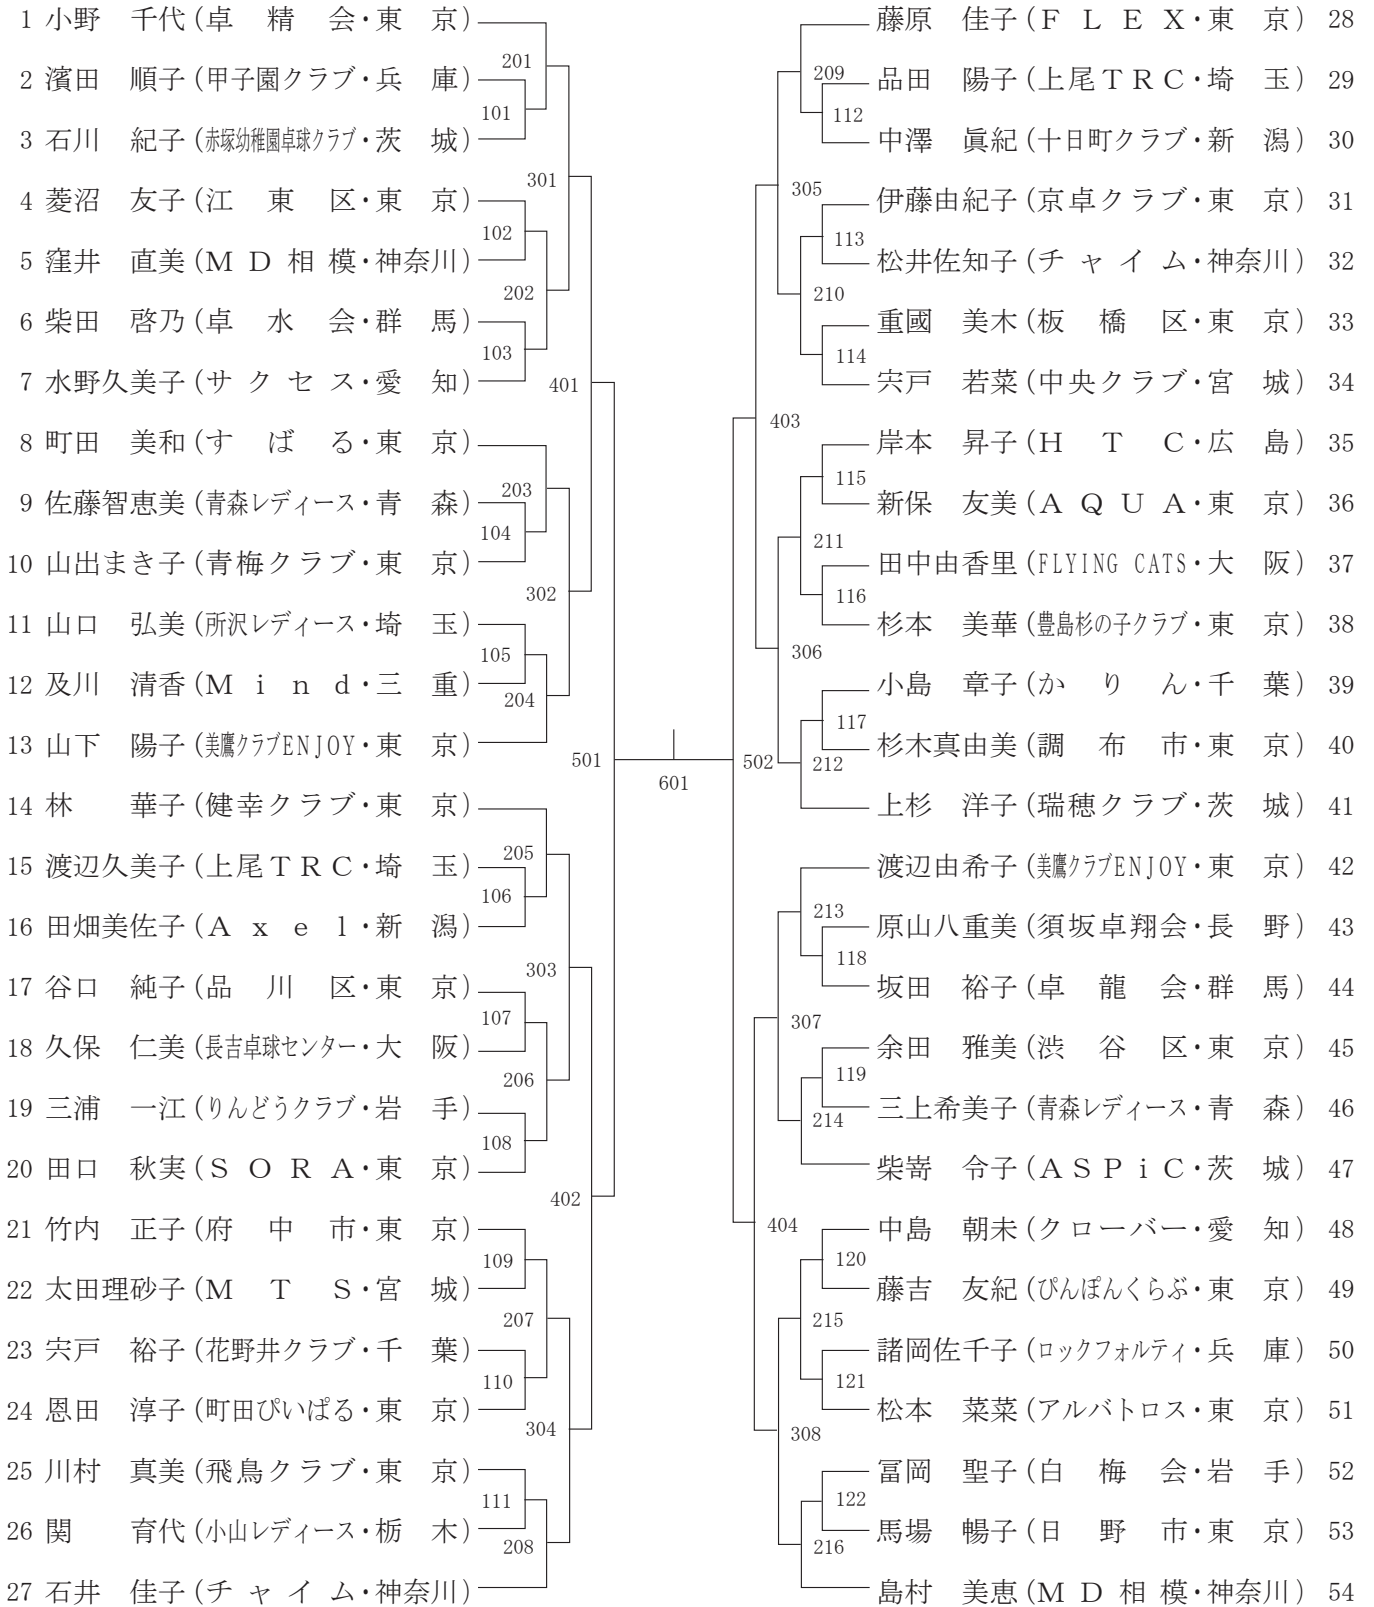 1 小野　千代(卓　精　会・東　京)
2 濱田　順子(甲子園クラブ・兵　庫)
3 石川　紀子(赤塚幼稚園卓球クラブ・茨　城)
4 菱沼　友子(江　東　区・東　京)
5 窪井　直美(ＭＤ相模・神奈川)
6 柴田　啓乃(卓　水　会・群　馬)
7 水野久美子(サクセス・愛　知)
8 町田　美和(す　ば　る・東　京)
9 佐藤智恵美(青森レディース・青　森)
10 山出まき子(青梅クラブ・東　京)
11 山口　弘美(所沢レディース・埼　玉)
12 及川　清香(Ｍｉｎｄ・三　重)
13 山下　陽子(美鷹クラブENJOY・東　京)
14 林　　華子(健幸クラブ・東　京)
15 渡辺久美子(上尾ＴＲＣ・埼　玉)
16 田畑美佐子(Ａｘｅｌ・新　潟)
17 谷口　純子(品　川　区・東　京)
18 久保　仁美(長吉卓球センター・大　阪)
19 三浦　一江(りんどうクラブ・岩　手)
20 田口　秋実(ＳＯＲＡ・東　京)
21 竹内　正子(府　中　市・東　京)
22 太田理砂子(Ｍ　Ｔ　Ｓ・宮　城)
23 宍戸　裕子(花野井クラブ・千　葉)
24 恩田　淳子(町田ぴいぱる・東　京)
25 川村　真美(飛鳥クラブ・東　京)
26 関　　育代(小山レディース・栃　木)
27 石井　佳子(チャイム・神奈川)
201
101
301
102
202
103
401
203
104
302
105
204
501
205
106
303
107
206
108
402
109
207
110
304
111
208
601
209
112
305
113
210
114
403
115
211
116
306
117
502
212
213
118
307
119
214
404
120
215
121
308
122
216
藤原　佳子(ＦＬＥＸ・東　京) 28
品田　陽子(上尾ＴＲＣ・埼　玉) 29
中澤　眞紀(十日町クラブ・新　潟) 30
伊藤由紀子(京卓クラブ・東　京) 31
松井佐知子(チャイム・神奈川) 32
重國　美木(板　橋　区・東　京) 33
宍戸　若菜(中央クラブ・宮　城) 34
岸本　昇子(Ｈ　Ｔ　Ｃ・広　島) 35
新保　友美(ＡＱＵＡ・東　京) 36
田中由香里(FLYING CATS・大　阪) 37
杉本　美華(豊島杉の子クラブ・東　京) 38
小島　章子(か　り　ん・千　葉) 39
杉木真由美(調　布　市・東　京) 40
上杉　洋子(瑞穂クラブ・茨　城) 41
渡辺由希子(美鷹クラブENJOY・東　京) 42
原山八重美(須坂卓翔会・長　野) 43
坂田　裕子(卓　龍　会・群　馬) 44
余田　雅美(渋　谷　区・東　京) 45
三上希美子(青森レディース・青　森) 46
柴嵜　令子(ＡＳＰｉＣ・茨　城) 47
中島　朝未(クローバー・愛　知) 48
藤吉　友紀(ぴんぽんくらぶ・東　京) 49
諸岡佐千子(ロックフォルティ・兵　庫) 50
松本　菜菜(アルバトロス・東　京) 51
冨岡　聖子(白　梅　会・岩　手) 52
馬場　暢子(日　野　市・東　京) 53
島村　美恵(ＭＤ相模・神奈川) 54